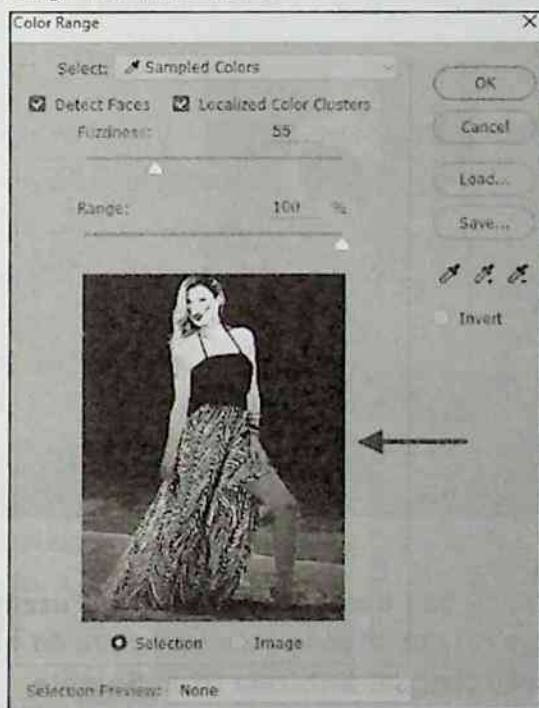 Color Range
Select: Sampled Colors
Detect Faces Localized Color Clusters
Fuzziness: 55
Range: 100 %
OK
Cancel
Load...
Save...
Invert
Selection Image
Selection Preview: None